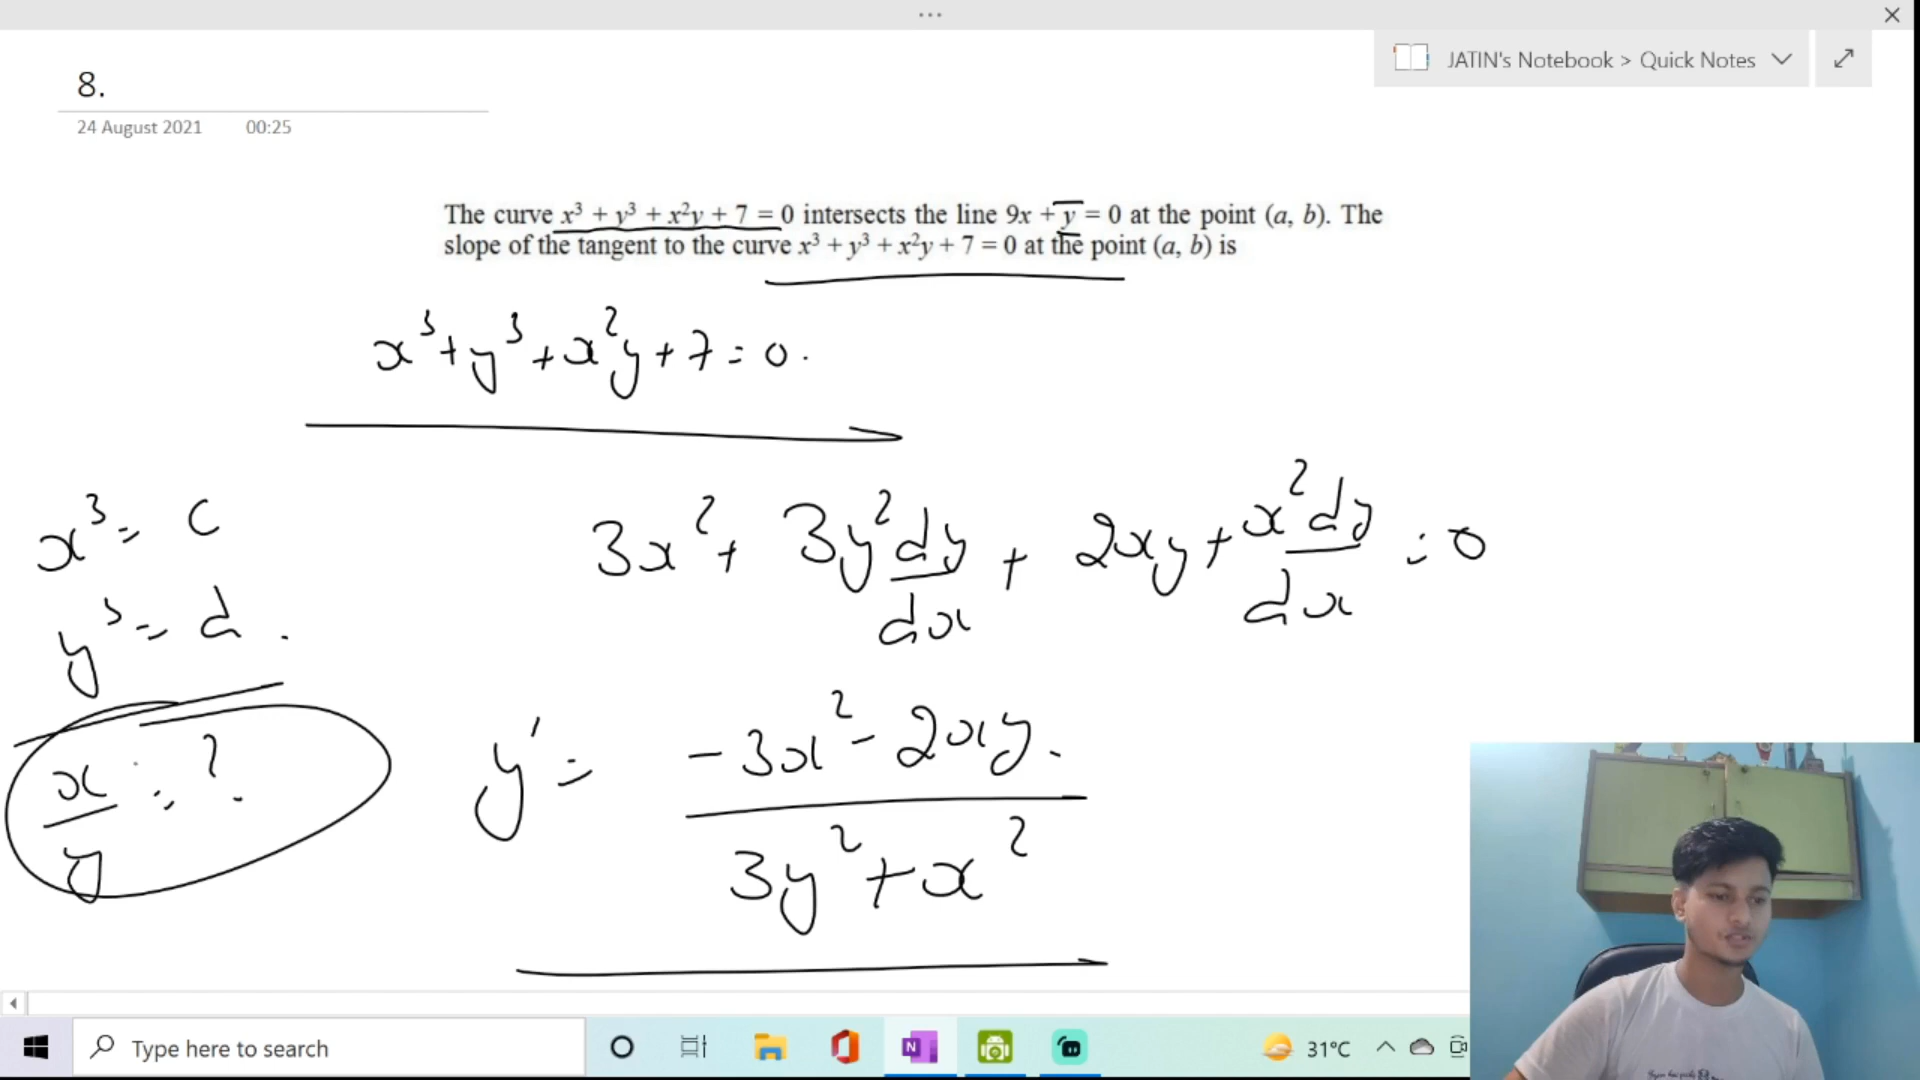 JATIN's Notebook > Quick Notes
8.
24 August 2021 00:25
The curve x³ + y³ + x²y + 7 = 0 intersects the line 9x + y = 0 at the point (a, b). The
slope of the tangent to the curve x³ + y³ + x²y + 7 = 0 at the point (a, b) is
x³ + y³ + x²y + 7 = 0.
x³ = c
y³ = d.
x/y = ?
3x² + 3y² dy/dx + 2xy + x² dy/dx = 0
y' = (-3x² - 2xy.)/(3y² + x²)
Type here to search
31°C